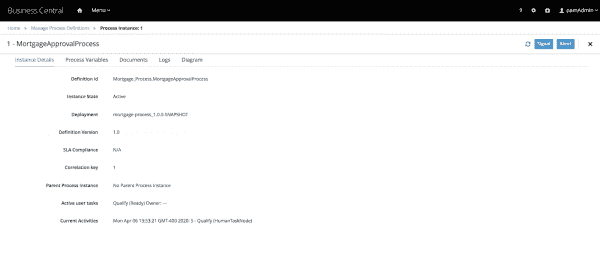 Business Central
Menu
? pamAdmin
Home » Manage Process Definitions » Process Instance: 1
1 - MortgageApprovalProcess
Signal Abort ×
Instance Details Process Variables Documents Logs Diagram
Definition Id Mortgage_Process.MortgageApprovalProcess
Instance State Active
Deployment mortgage-process_1.0.0-SNAPSHOT
Definition Version 1.0
SLA Compliance N/A
Correlation key 1
Parent Process Instance No Parent Process Instance
Active user tasks Qualify (Ready) Owner: ---
Current Activities Mon Apr 06 13:53:21 GMT-400 2020: 5 - Qualify (HumanTaskNode)